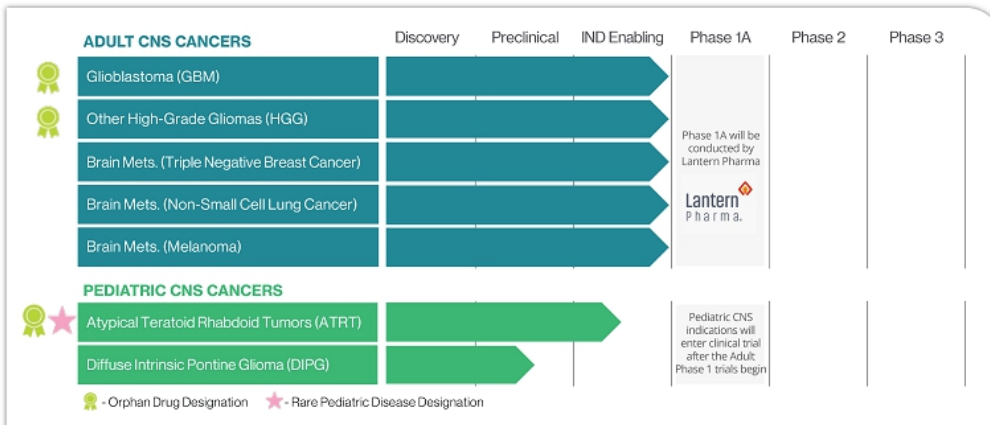 ADULT CNS CANCERS
Discovery
Preclinical
IND Enabling
Phase 1A
Phase 2
Phase 3
Glioblastoma (GBM)
Other High-Grade Gliomas (HGG)
Brain Mets. (Triple Negative Breast Cancer)
Brain Mets. (Non-Small Cell Lung Cancer)
Brain Mets. (Melanoma)
Phase 1A will be
conducted by
Lantern Pharma
Lantern
Pharma.
PEDIATRIC CNS CANCERS
Atypical Teratoid Rhabdoid Tumors (ATRT)
Diffuse Intrinsic Pontine Glioma (DIPG)
Pediatric CNS
indications will
enter clinical trial
after the Adult
Phase 1 trials begin
- Orphan Drug Designation
- Rare Pediatric Disease Designation